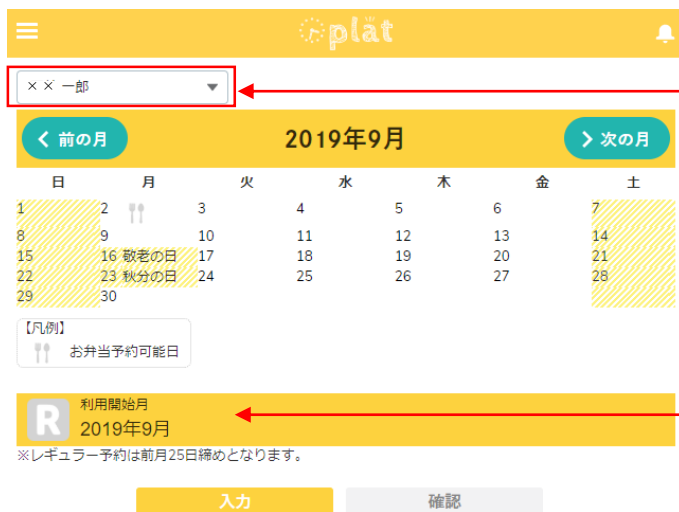 plät
×× 一郎
前の月 2019年9月 次の月
日 月 火 水 木 金 土
1 2 3 4 5 6 7
8 9 10 11 12 13 14
15 16 敬老の日 17 18 19 20 21
22 23 秋分の日 24 25 26 27 28
29 30
【凡例】
お弁当予約可能日
R 利用開始月
2019年9月
※レギュラー予約は前月25日締めとなります。
入力 確認